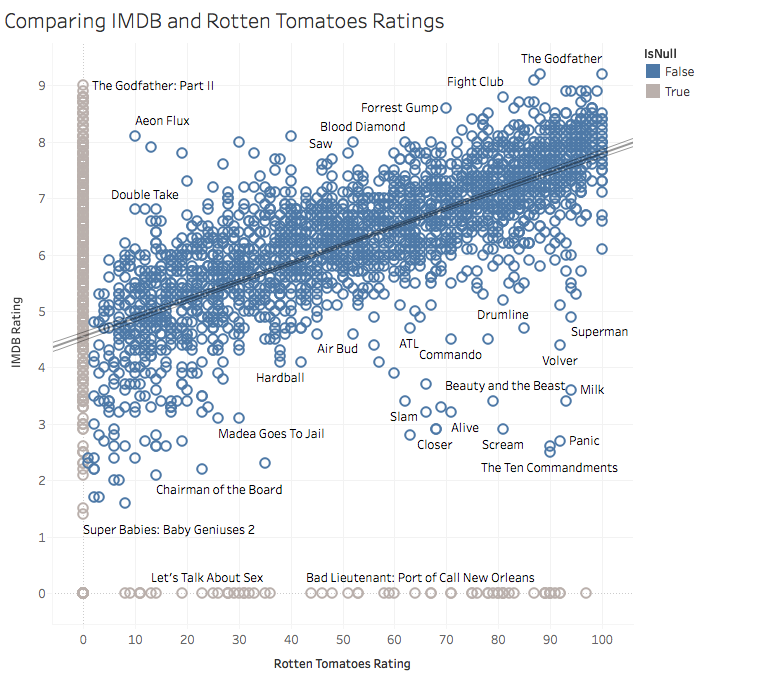 Comparing IMDB and Rotten Tomatoes Ratings
IsNull
False
True
The Godfather
The Godfather: Part II
Fight Club
Forrest Gump
Aeon Flux
Blood Diamond
Saw
Double Take
Drumline
Superman
ATL
Air Bud
Commando
Volver
Hardball
Beauty and the Beast
Milk
Slam
Alive
Madea Goes To Jail
Closer
Scream
Panic
The Ten Commandments
Chairman of the Board
Super Babies: Baby Geniuses 2
Let's Talk About Sex
Bad Lieutenant: Port of Call New Orleans
IMDB Rating
9
8
7
6
5
4
3
2
1
0
0 10 20 30 40 50 60 70 80 90 100
Rotten Tomatoes Rating